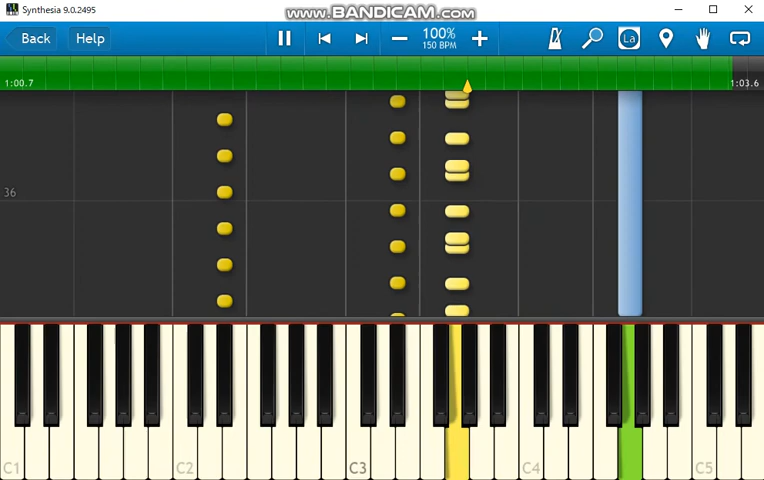 Synthesia 9.0.2495
www.BANDICAM.com
Back
Help
100%
150 BPM
La
1:00.7
1:03.6
36
C1
C2
C3
C4
C5